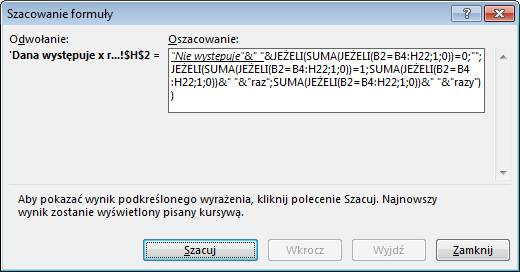 Szacowanie formuły
Odwołanie:
Oszacowanie:
'Dana występuje x r...!$H$2 =
"Nie występuje"&" "&JEŻELI(SUMA(JEŻELI(B2=B4:H22;1;0))=0;"";
JEŻELI(SUMA(JEŻELI(B2=B4:H22;1;0))=1;SUMA(JEŻELI(B2=B4
:H22;1;0))&" "&"raz";SUMA(JEŻELI(B2=B4:H22;1;0))&" "&"razy")
)
Aby pokazać wynik podkreślonego wyrażenia, kliknij polecenie Szacuj. Najnowszy
wynik zostanie wyświetlony pisany kursywą.
Szacuj
Wkrocz
Wyjdź
Zamknij